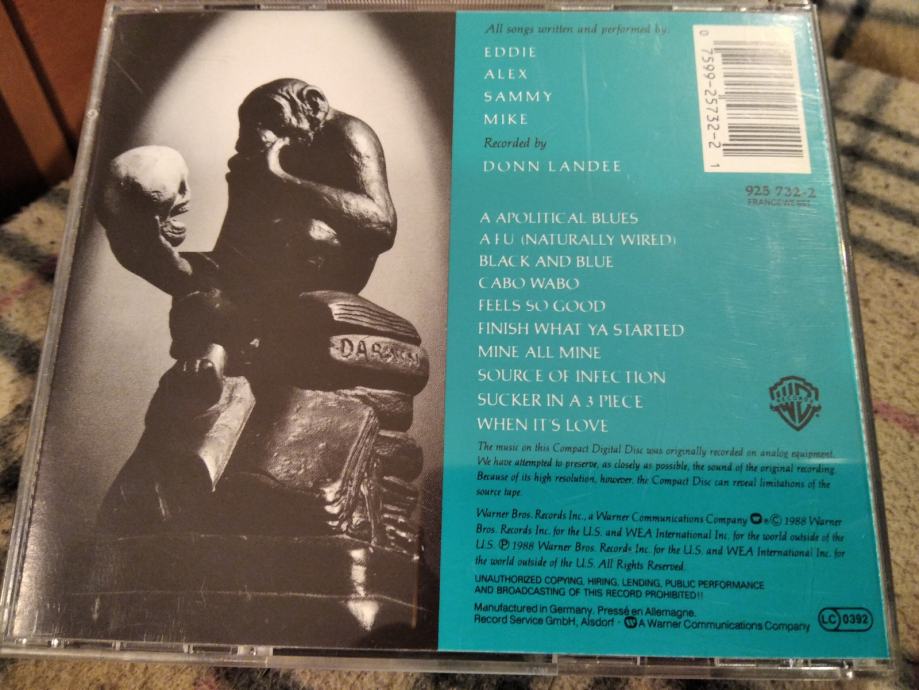 All songs written and performed by:
EDDIE
ALEX
SAMMY
MIKE
Recorded by
DONN LANDEE
0 7599-25732-2 1
925 732-2
FRANCE WE
A APOLITICAL BLUES
AFU (NATURALLY WIRED)
BLACK AND BLUE
CABO WABO
FEELS SO GOOD
FINISH WHAT YA STARTED
MINE ALL MINE
SOURCE OF INFECTION
SUCKER IN A 3 PIECE
WHEN IT'S LOVE
DARWIN
WB
RECORDS
The music on this Compact Digital Disc was originally recorded on analog equipment.
We have attempted to preserve, as closely as possible, the sound of the original recording.
Because of its high resolution, however, the Compact Disc can reveal limitations of the
source tape.
Warner Bros. Records Inc., a Warner Communications Company ℗ © 1988 Warner
Bros. Records Inc. for the U.S. and WEA International Inc. for the world outside of the
U.S. ℗ 1988 Warner Bros. Records Inc. for the U.S. and WEA International Inc. for
the world outside of the U.S. All Rights Reserved.
UNAUTHORIZED COPYING, HIRING, LENDING, PUBLIC PERFORMANCE
AND BROADCASTING OF THIS RECORD PROHIBITED!!
Manufactured in Germany. Pressé en Allemagne.
Record Service GmbH, Alsdorf · A Warner Communications Company
LC 0392